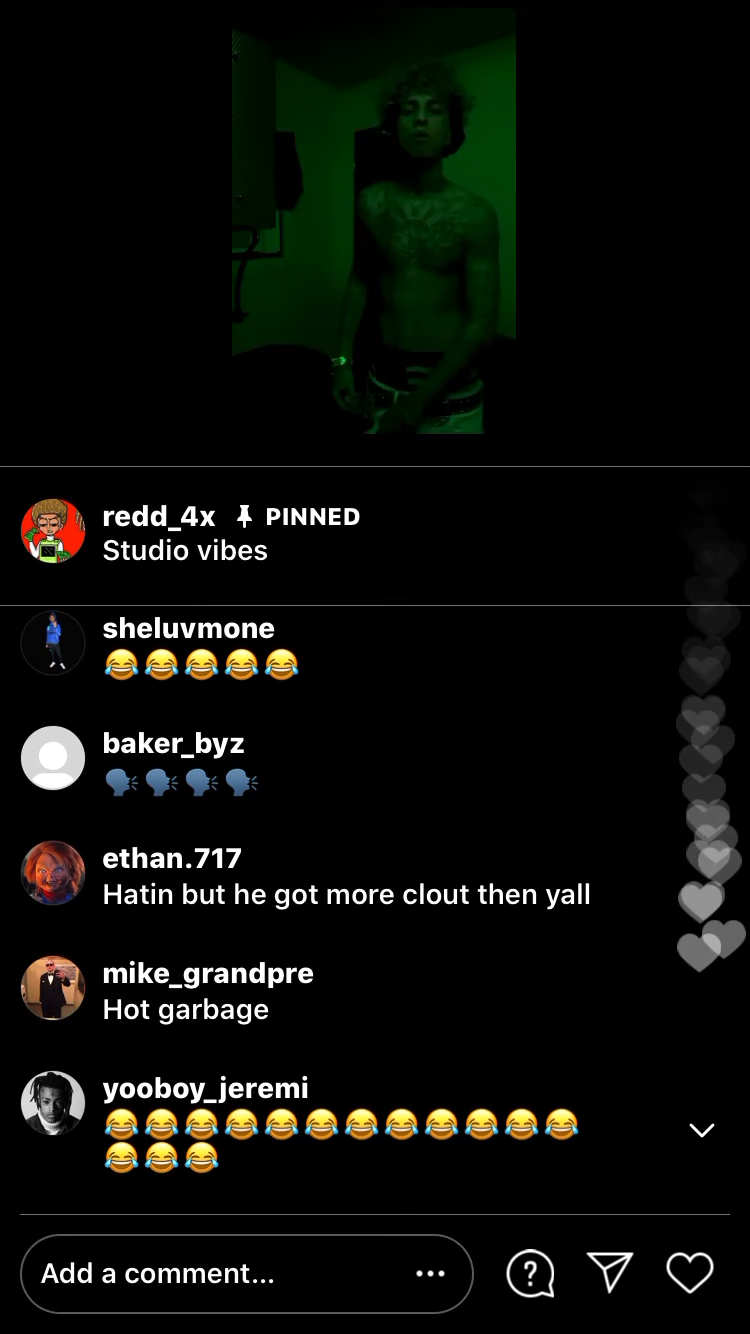 redd_4x PINNED
Studio vibes
sheluvmone
😂😂😂😂😂
baker_byz
🗣🗣🗣🗣
ethan.717
Hatin but he got more clout then yall
mike_grandpre
Hot garbage
yooboy_jeremi
😂😂😂😂😂😂😂😂😂😂😂😂
😂😂😂
Add a comment...